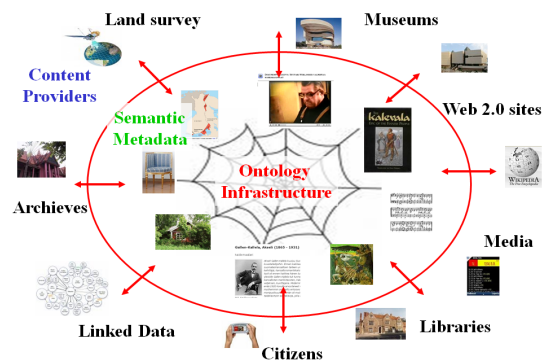 Land survey
Museums
Content
Providers
Semantic
Metadata
Kalevala
Web 2.0 sites
Ontology
Infrastructure
WIKIPEDIA
Archieves
Media
Linked Data
Citizens
Libraries